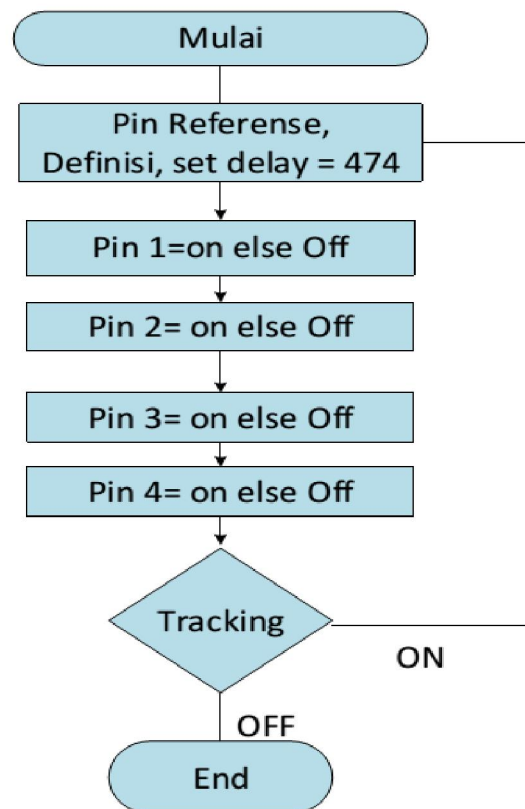 Mulai
Pin Referense,
Definisi, set delay = 474
Pin 1=on else Off
Pin 2= on else Off
Pin 3= on else Off
Pin 4= on else Off
Tracking
ON
OFF
End